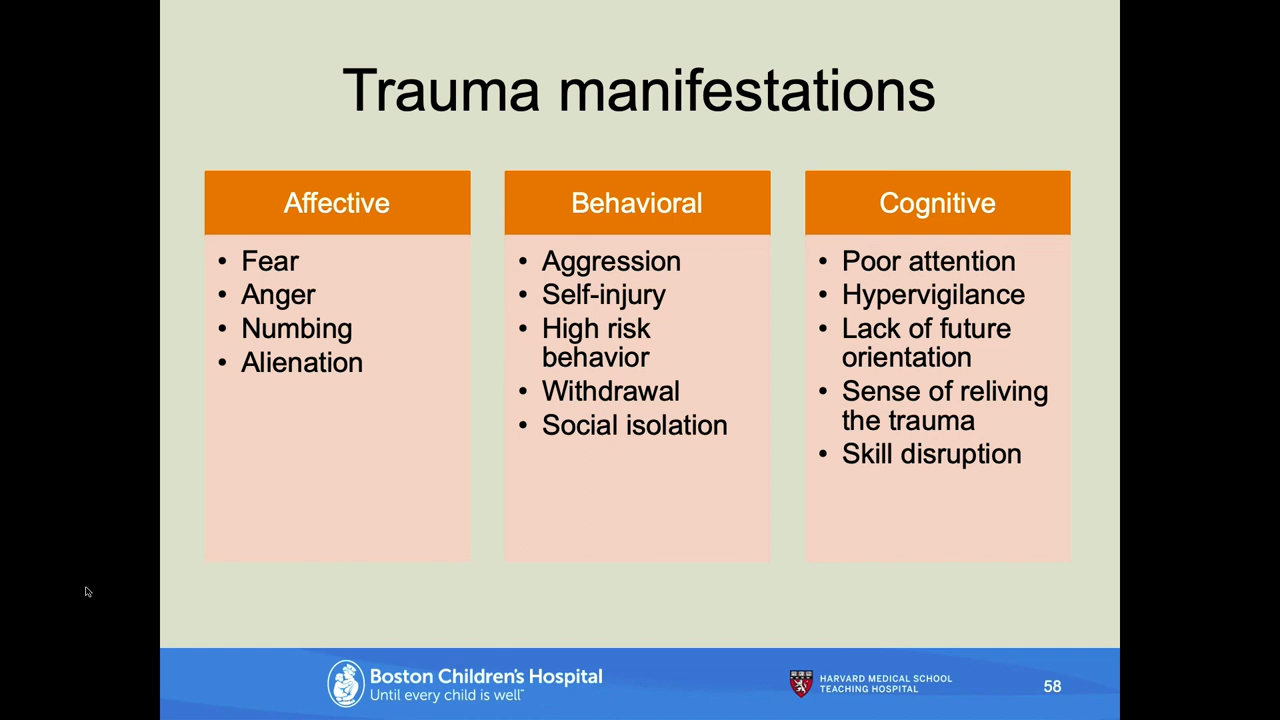 Trauma manifestations
Affective
• Fear
• Anger
• Numbing
• Alienation
Behavioral
• Aggression
• Self-injury
• High risk
behavior
• Withdrawal
• Social isolation
Cognitive
• Poor attention
• Hypervigilance
• Lack of future
orientation
• Sense of reliving
the trauma
• Skill disruption
Boston Children's Hospital
Until every child is well™
HARVARD MEDICAL SCHOOL
TEACHING HOSPITAL
58